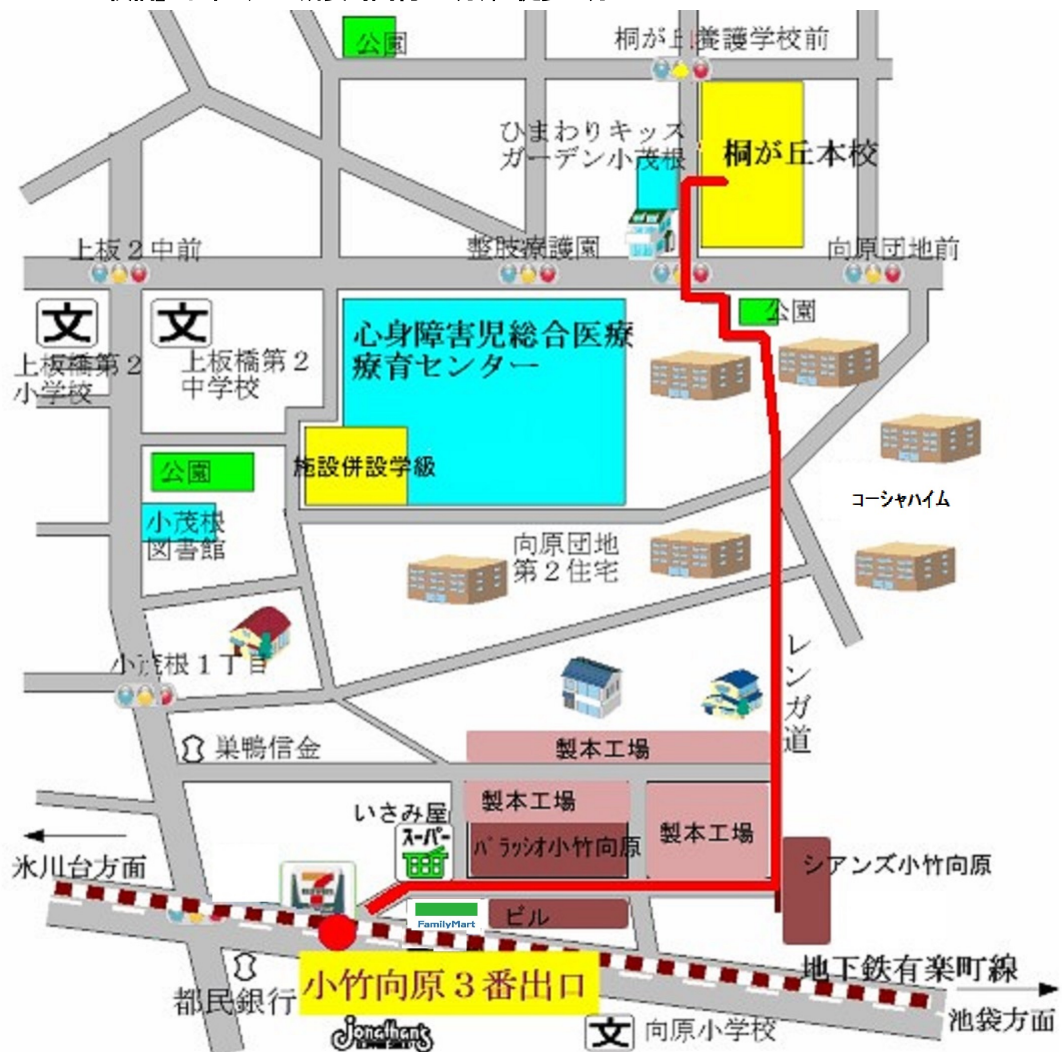 公園
桐が丘養護学校前
ひまわりキッズ
ガーデン小茂根
桐が丘本校
上板2中前
整肢療護園
向原団地前
文
文
上板橋第2
小学校
上板橋第2
中学校
心身障害児総合医療
療育センター
公園
施設併設学級
公園
小茂根
図書館
コーシャハイム
向原団地
第2住宅
レンガ道
小茂根1丁目
巣鴨信金
製本工場
いさみ屋
スーパー
製本工場
パラッシオ小竹向原
製本工場
シアンズ小竹向原
氷川台方面
FamilyMart
ビル
小竹向原3番出口
地下鉄有楽町線
都民銀行
池袋方面
Jonathan's
文
向原小学校